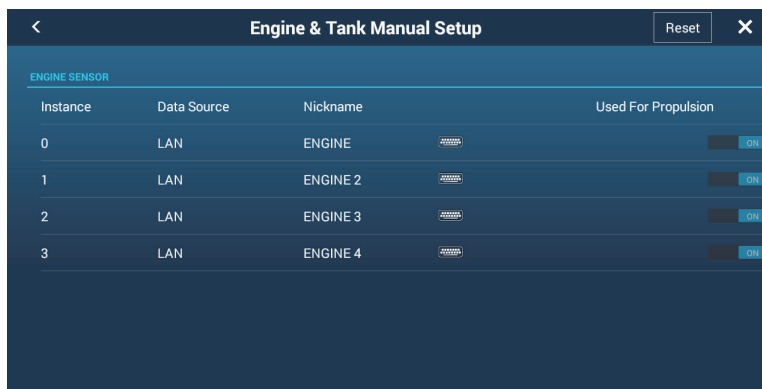 Engine & Tank Manual Setup Reset
ENGINE SENSOR
Instance Data Source Nickname Used For Propulsion
0 LAN ENGINE ON
1 LAN ENGINE 2 ON
2 LAN ENGINE 3 ON
3 LAN ENGINE 4 ON